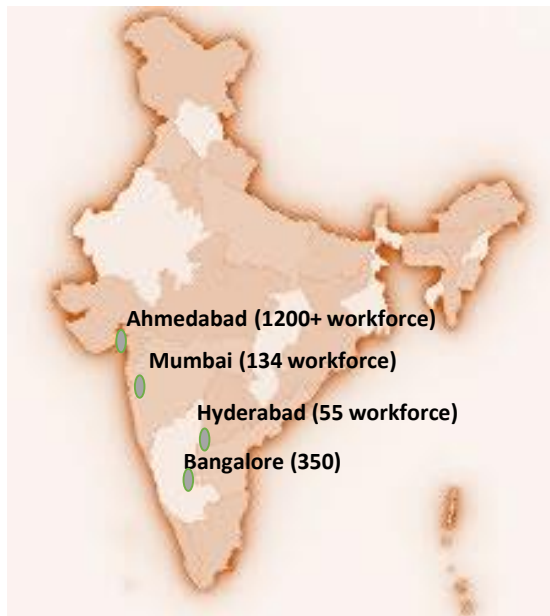 Ahmedabad (1200+ workforce)
Mumbai (134 workforce)
Hyderabad (55 workforce)
Bangalore (350)